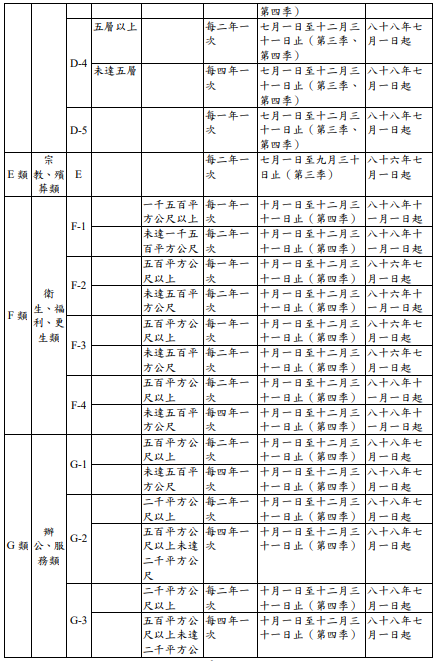 第四季）
D-4
五層以上
每二年一
次
七月一日至十二月三
十一日止（第三季、
第四季）
八十八年七
月一日起
未達五層
每四年一
次
七月一日至十二月三
十一日止（第三季、
第四季）
八十八年七
月一日起
D-5
每一年一
次
七月一日至十二月三
十一日止（第三季、
第四季）
八十八年七
月一日起
E 類
宗
教、殯
葬類
E
每二年一
次
七月一日至九月三十
日止（第三季）
八十六年七
月一日起
F 類
衛
生、福
利、更
生類
F-1
一千五百平
方公尺以上
每一年一
次
十月一日至十二月三
十一日止（第四季）
八十八年十
一月一日起
未達一千五
百平方公尺
每二年一
次
十月一日至十二月三
十一日止（第四季）
八十八年十
一月一日起
F-2
五百平方公
尺以上
每一年一
次
十月一日至十二月三
十一日止（第四季）
八十六年七
月一日起
未達五百平
方公尺
每二年一
次
十月一日至十二月三
十一日止（第四季）
八十六年十
一月一日起
F-3
五百平方公
尺以上
每一年一
次
十月一日至十二月三
十一日止（第四季）
八十六年七
月一日起
未達五百平
方公尺
每二年一
次
十月一日至十二月三
十一日止（第四季）
八十六年七
月一日起
F-4
五百平方公
尺以上
每二年一
次
十月一日至十二月三
十一日止（第四季）
八十八年十
一月一日起
未達五百平
方公尺
每四年一
次
十月一日至十二月三
十一日止（第四季）
八十八年十
一月一日起
G 類
辦
公、服
務類
G-1
五百平方公
尺以上
每二年一
次
十月一日至十二月三
十一日止（第四季）
八十八年七
月一日起
未達五百平
方公尺
每四年一
次
十月一日至十二月三
十一日止（第四季）
八十八年七
月一日起
G-2
二千平方公
尺以上
每二年一
次
十月一日至十二月三
十一日止（第四季）
八十八年七
月一日起
五百平方公
尺以上未達
二千平方公
尺
每四年一
次
十月一日至十二月三
十一日止（第四季）
八十八年七
月一日起
G-3
二千平方公
尺以上
每二年一
次
十月一日至十二月三
十一日止（第四季）
八十八年七
月一日起
五百平方公
尺以上未達
二千平方公
每四年一
次
十月一日至十二月三
十一日止（第四季）
八十八年七
月一日起